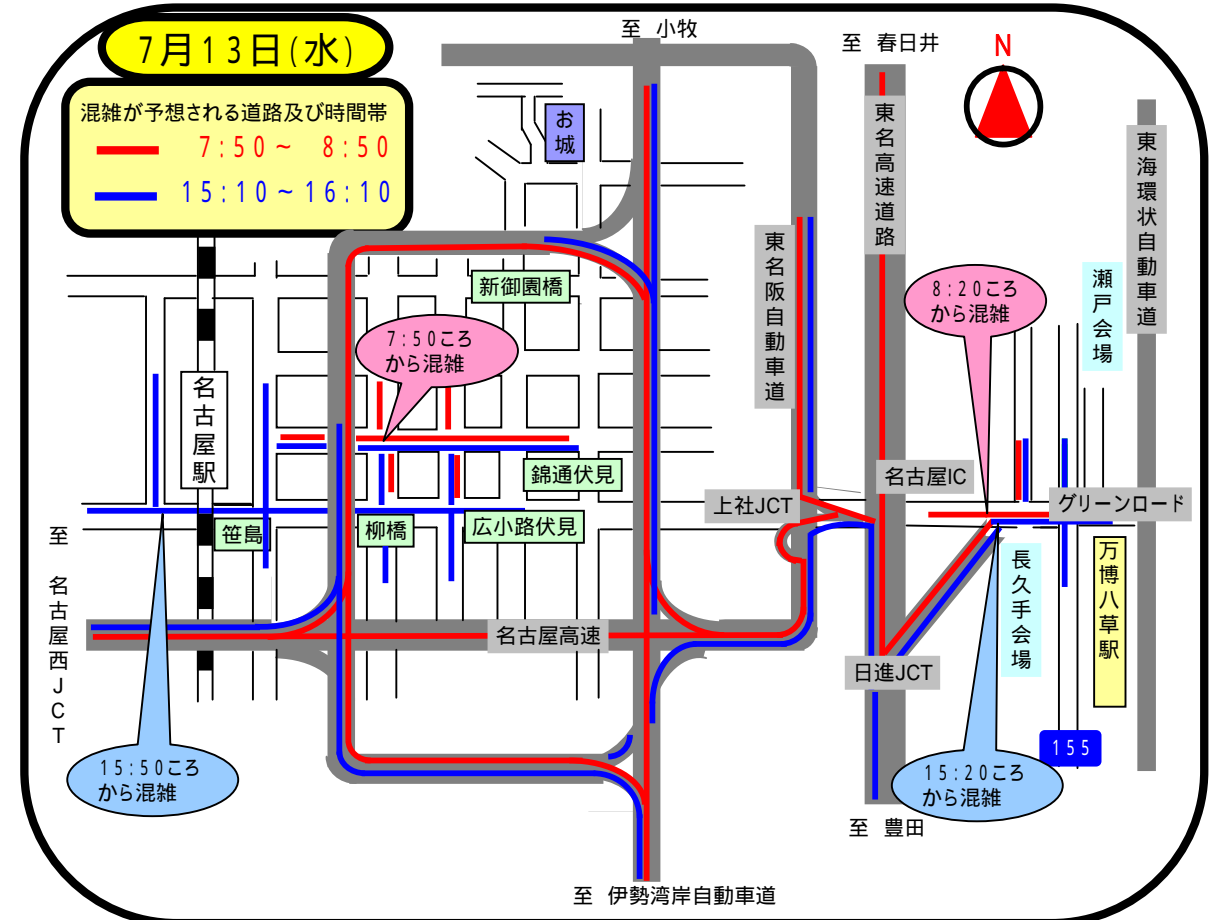 7月13日(水)
混雑が予想される道路及び時間帯
7:50～ 8:50
15:10～16:10
至 小牧
至 春日井
N
お城
東名高速道路
東海環状自動車道
東名阪自動車道
瀬戸会場
新御園橋
8:20ころ
から混雑
7:50ころ
から混雑
名古屋駅
錦通伏見
名古屋IC
上社JCT
グリーンロード
笹島
柳橋
広小路伏見
至 名古屋西JCT
長久手会場
万博八草駅
名古屋高速
日進JCT
155
15:50ころ
から混雑
15:20ころ
から混雑
至 豊田
至 伊勢湾岸自動車道